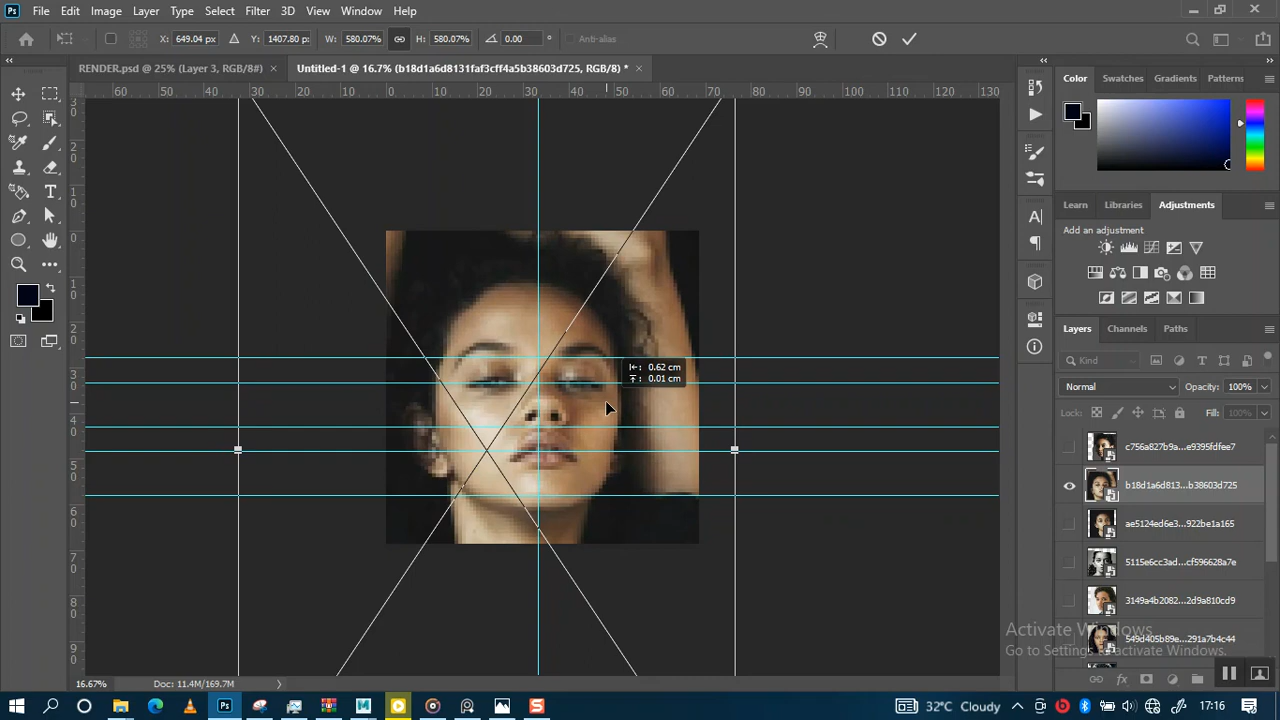 Ps File Edit Image Layer Type Select Filter 3D View Window Help
X: 649.04 px Y: 1407.80 px W: 580.07% H: 580.07% 0.00 ° Anti-alias
RENDER.psd @ 25% (Layer 3, RGB/8#) × Untitled-1 @ 16.7% (b18d1a6d8131faf3cff4a5b38603d725, RGB/8) * ×
60 50 40 30 20 10 0 10 20 30 40 50 60 70 80 90 100 110 120 130
Color Swatches Gradients Patterns
Learn Libraries Adjustments
Add an adjustment
Layers Channels Paths
Kind
Normal Opacity: 100%
Lock: Fill: 100%
0.62 cm
0.01 cm
c756a827b9a...e9395fdfee7
b18d1a6d813...b38603d725
ae5124ed6e3...922be1a165
5115e6cc3ad...cf596628a7e
3149a4b2082...2d9a810cd9
549d405b89e...291a7b4c44
Activate Windows
Go to Settings to activate Windows.
16.67% Doc: 11.4M/169.7M
32°C Cloudy 17:16